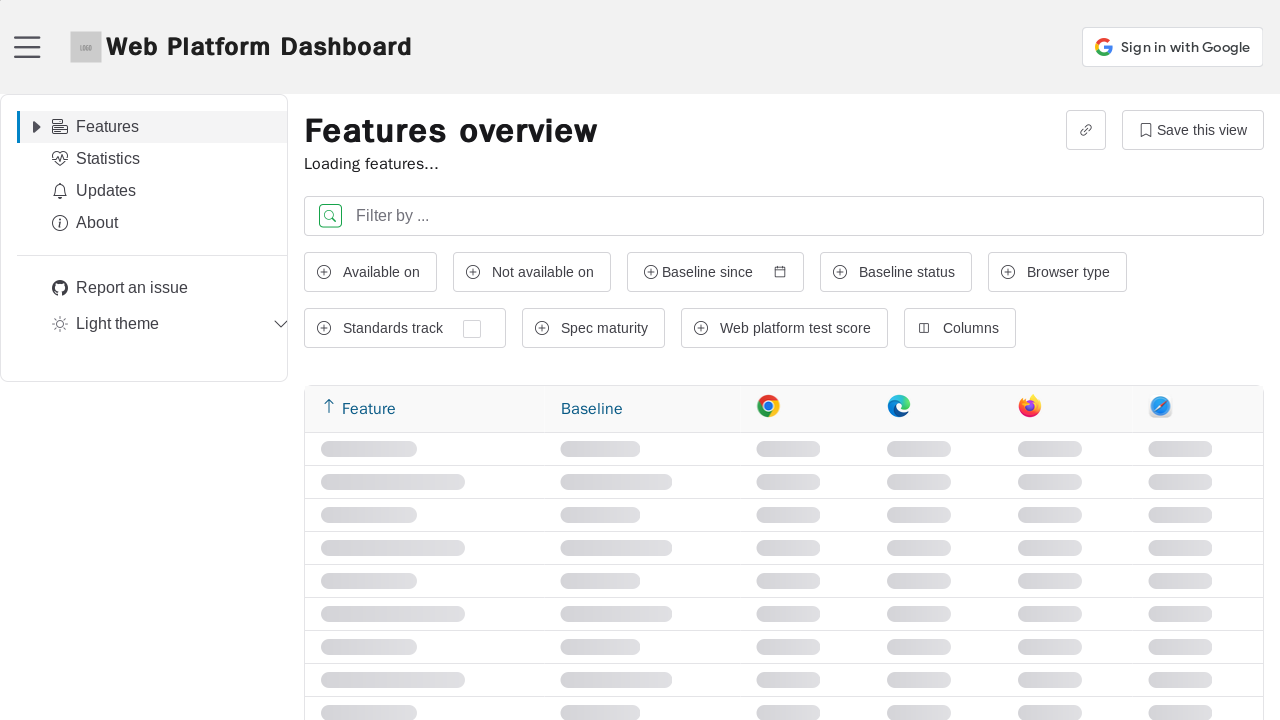 LOGO Web Platform Dashboard
Sign in with Google
Features
Statistics
Updates
About
Report an issue
Light theme
Features overview
Save this view
Loading features...
Filter by ...
Available on
Not available on
Baseline since
Baseline status
Browser type
Standards track
Spec maturity
Web platform test score
Columns
Feature
Baseline